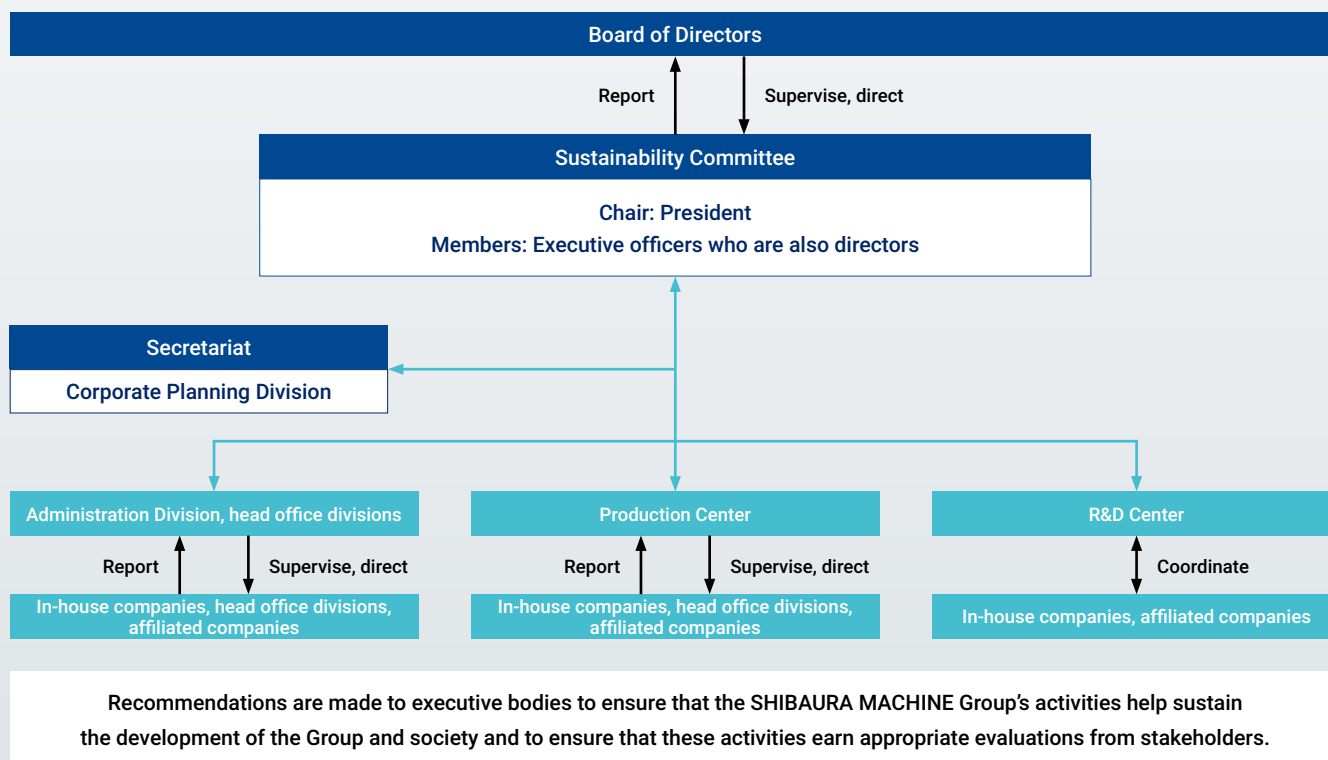 Board of Directors
Report
Supervise, direct
Sustainability Committee
Chair: President
Members: Executive officers who are also directors
Secretariat
Corporate Planning Division
Administration Division, head office divisions
Production Center
R&D Center
Report
Supervise, direct
Report
Supervise, direct
Coordinate
In-house companies, head office divisions,
affiliated companies
In-house companies, head office divisions,
affiliated companies
In-house companies, affiliated companies
Recommendations are made to executive bodies to ensure that the SHIBAURA MACHINE Group’s activities help sustain
the development of the Group and society and to ensure that these activities earn appropriate evaluations from stakeholders.